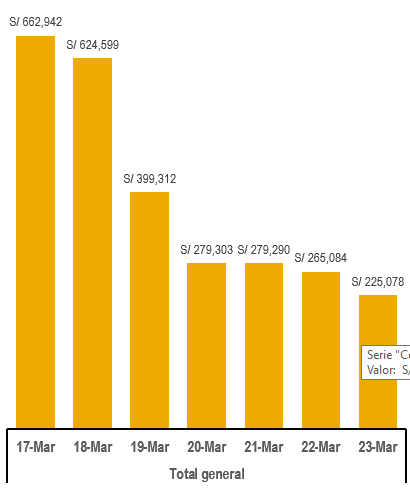 S/ 662,942
S/ 624,599
S/ 399,312
S/ 279,303
S/ 279,290
S/ 265,084
S/ 225,078
Serie "C
Valor: S/
17-Mar 18-Mar 19-Mar 20-Mar 21-Mar 22-Mar 23-Mar
Total general